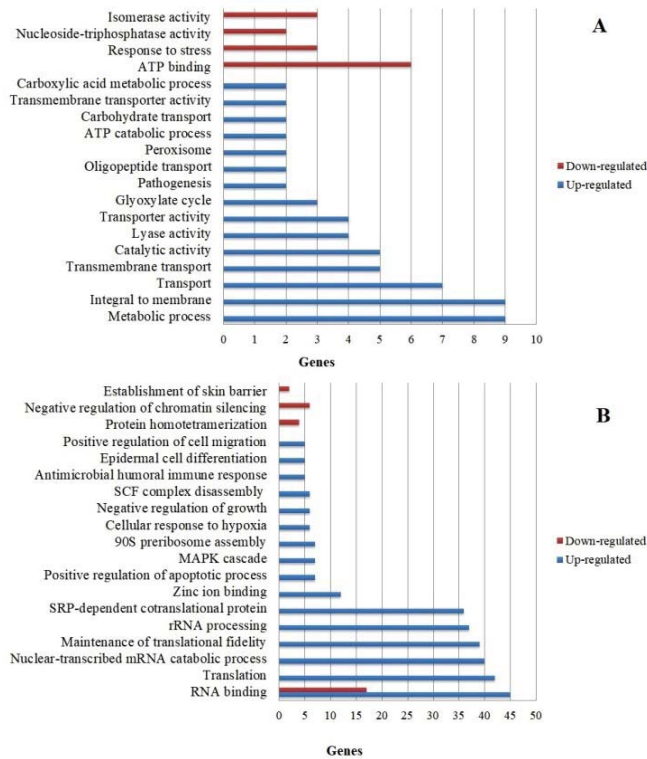 A
Isomerase activity
Nucleoside-triphosphatase activity
Response to stress
ATP binding
Carboxylic acid metabolic process
Transmembrane transporter activity
Carbohydrate transport
ATP catabolic process
Peroxisome
Oligopeptide transport
Pathogenesis
Glyoxylate cycle
Transporter activity
Lyase activity
Catalytic activity
Transmembrane transport
Transport
Integral to membrane
Metabolic process
Down-regulated
Up-regulated
0 1 2 3 4 5 6 7 8 9 10
Genes
B
Establishment of skin barrier
Negative regulation of chromatin silencing
Protein homotetramerization
Positive regulation of cell migration
Epidermal cell differentiation
Antimicrobial humoral immune response
SCF complex disassembly
Negative regulation of growth
Cellular response to hypoxia
90S preribosome assembly
MAPK cascade
Positive regulation of apoptotic process
Zinc ion binding
SRP-dependent cotranslational protein
rRNA processing
Maintenance of translational fidelity
Nuclear-transcribed mRNA catabolic process
Translation
RNA binding
Down-regulated
Up-regulated
0 5 10 15 20 25 30 35 40 45 50
Genes